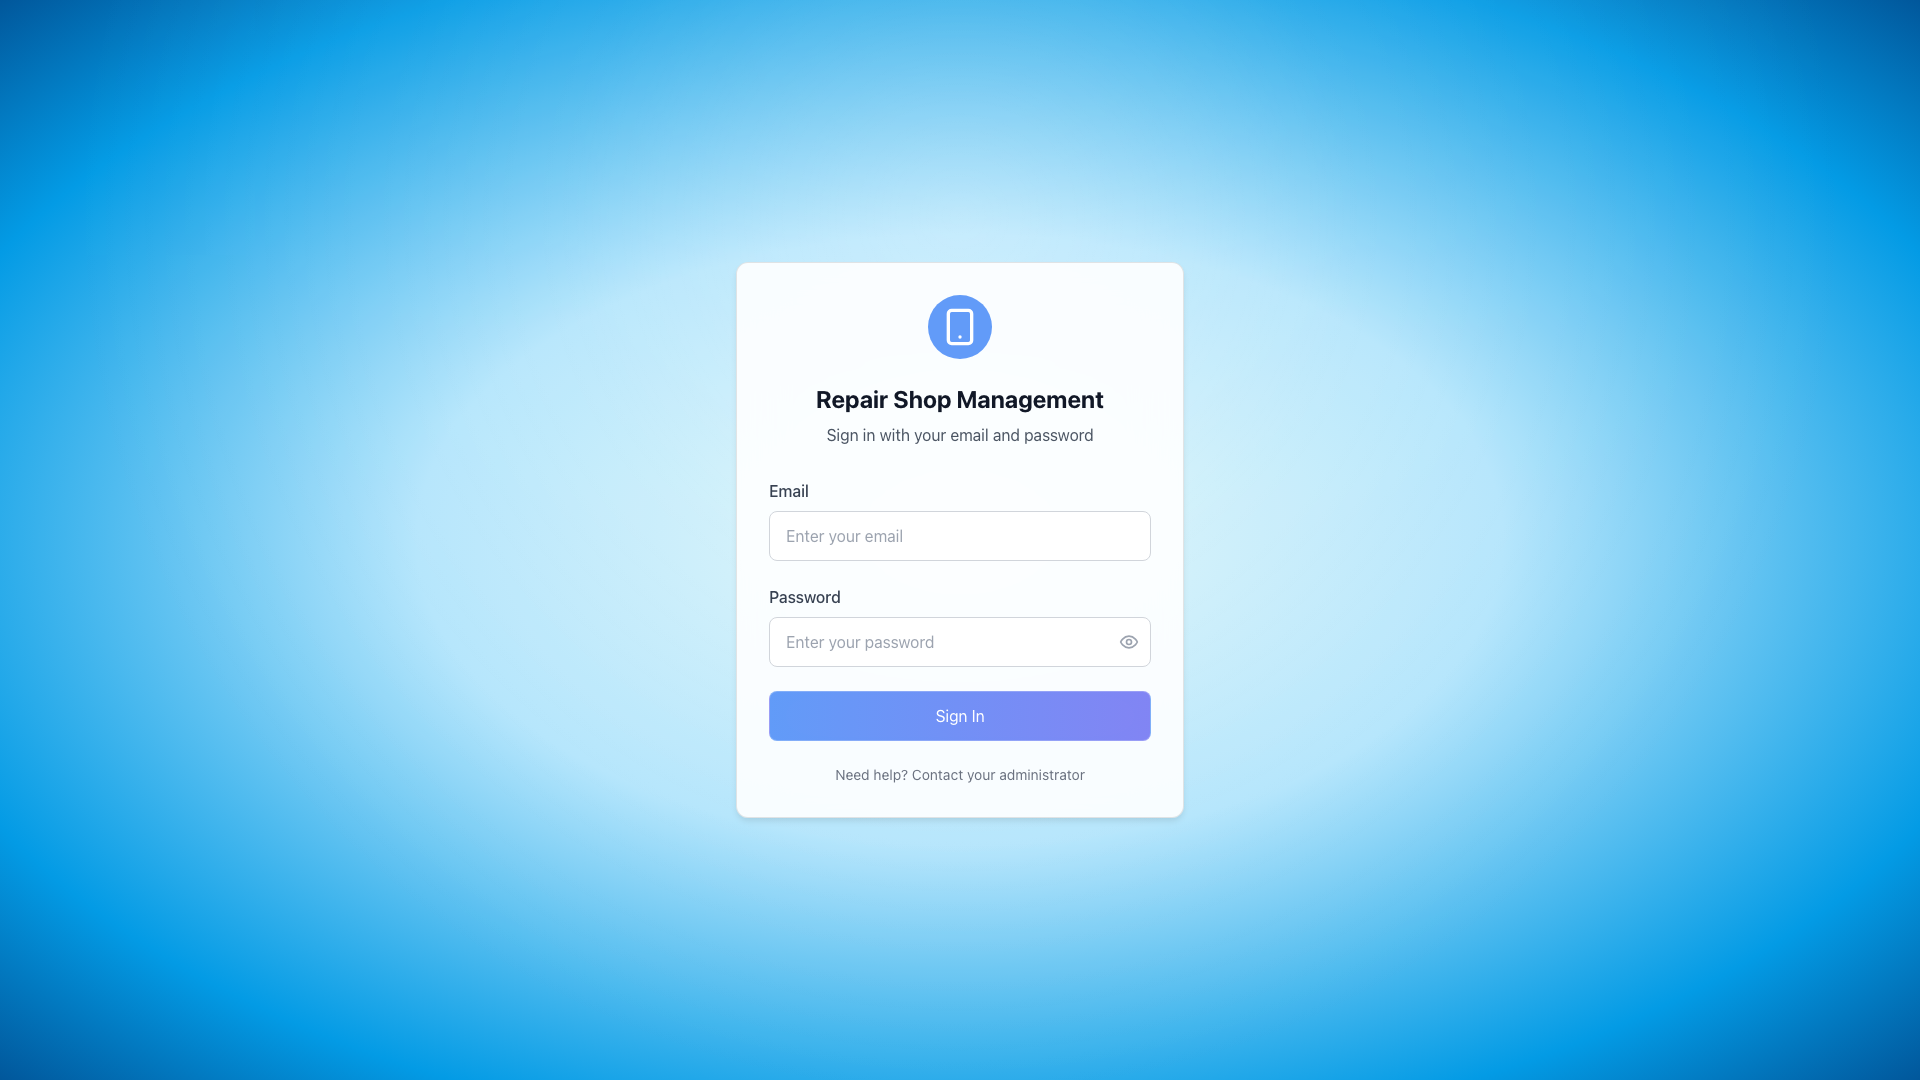 Repair Shop Management
Sign in with your email and password
Email
Enter your email
Password
Enter your password
Sign In
Need help? Contact your administrator